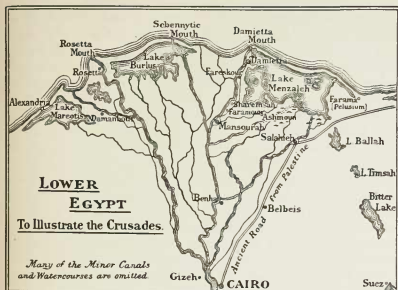 Sebennytic
Mouth
Damietta
Mouth
Rosetta
Mouth
Lake
Burlus
Damietta
Rosetta
Fareskour
Lake
Menzaleh
Alexandria
Lake
Mareotis
Damanhour
Sharem
Faramour
Ashmoun
Farama
(Pelusium)
Mansourah
Salahieh
L Ballah
L Timsah
Bitter
Lake
LOWER
EGYPT
To Illustrate the Crusades.
Benha
Belbeis
Ancient Road from Palestine
Many of the Minor Canals
and Watercourses are omitted
Gizeh
CAIRO
Suez